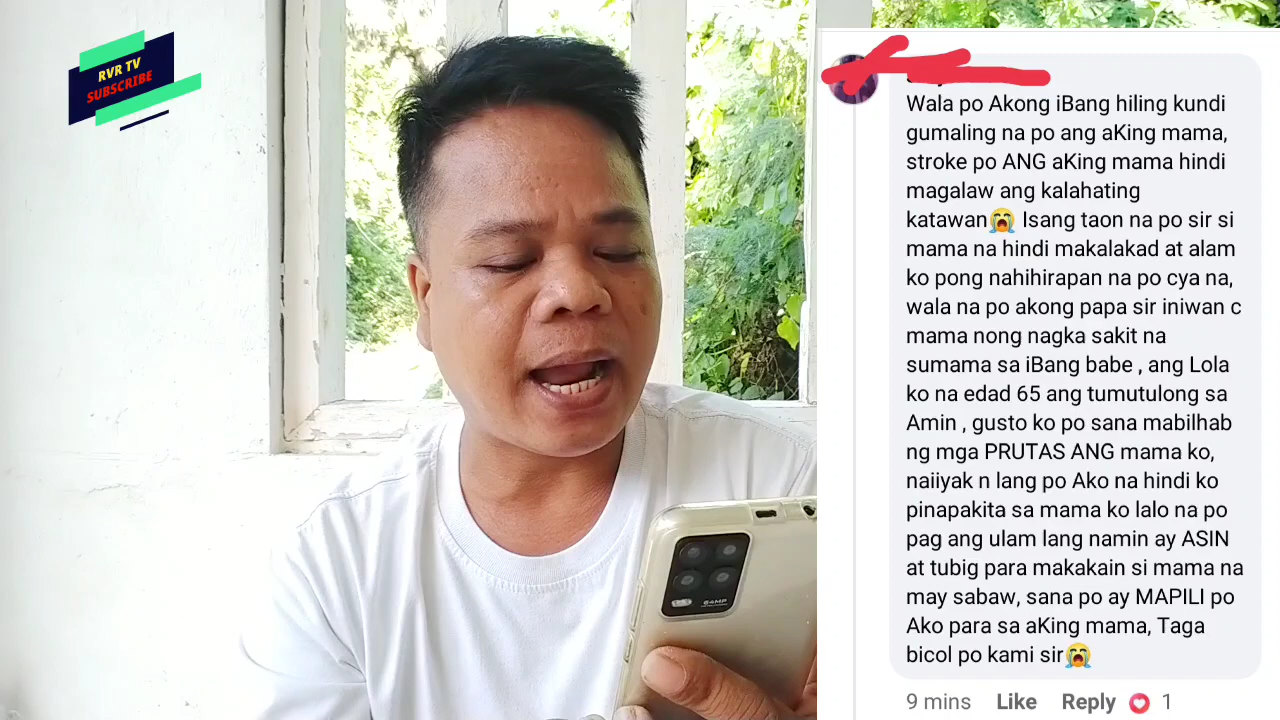 RVR TV
SUBSCRIBE
Wala po Akong iBang hiling kundi
gumaling na po ang aKing mama,
stroke po ANG aKing mama hindi
magalaw ang kalahating
katawan😭 Isang taon na po sir si
mama na hindi makalakad at alam
ko pong nahihirapan na po cya na,
wala na po akong papa sir iniwan c
mama nong nagka sakit na
sumama sa iBang babe , ang Lola
ko na edad 65 ang tumutulong sa
Amin , gusto ko po sana mabilhab
ng mga PRUTAS ANG mama ko,
naiiyak n lang po Ako na hindi ko
pinapakita sa mama ko lalo na po
pag ang ulam lang namin ay ASIN
at tubig para makakain si mama na
may sabaw, sana po ay MAPILI po
Ako para sa aKing mama, Taga
bicol po kami sir😭
9 mins Like Reply 1
64MP